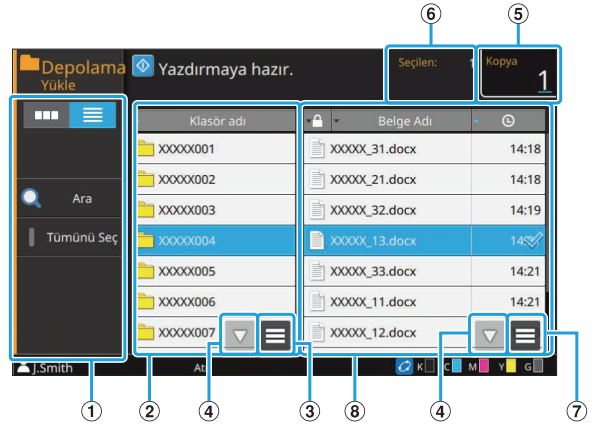 ⑥ ⑤
Depolama
Yükle
Yazdırmaya hazır.
Seçilen: 1
Kopya
1
Klasör adı
Belge Adı
XXXXX001
XXXXX_31.docx 14:18
XXXXX002
XXXXX_21.docx 14:18
Ara
XXXXX003
XXXXX_32.docx 14:19
Tümünü Seç
XXXXX004
XXXXX_13.docx
XXXXX005
XXXXX_33.docx 14:21
XXXXX006
XXXXX_11.docx 14:21
XXXXX007
XXXXX_12.docx
J.Smith
K C M Y G
① ② ④ ③ ⑧ ④ ⑦